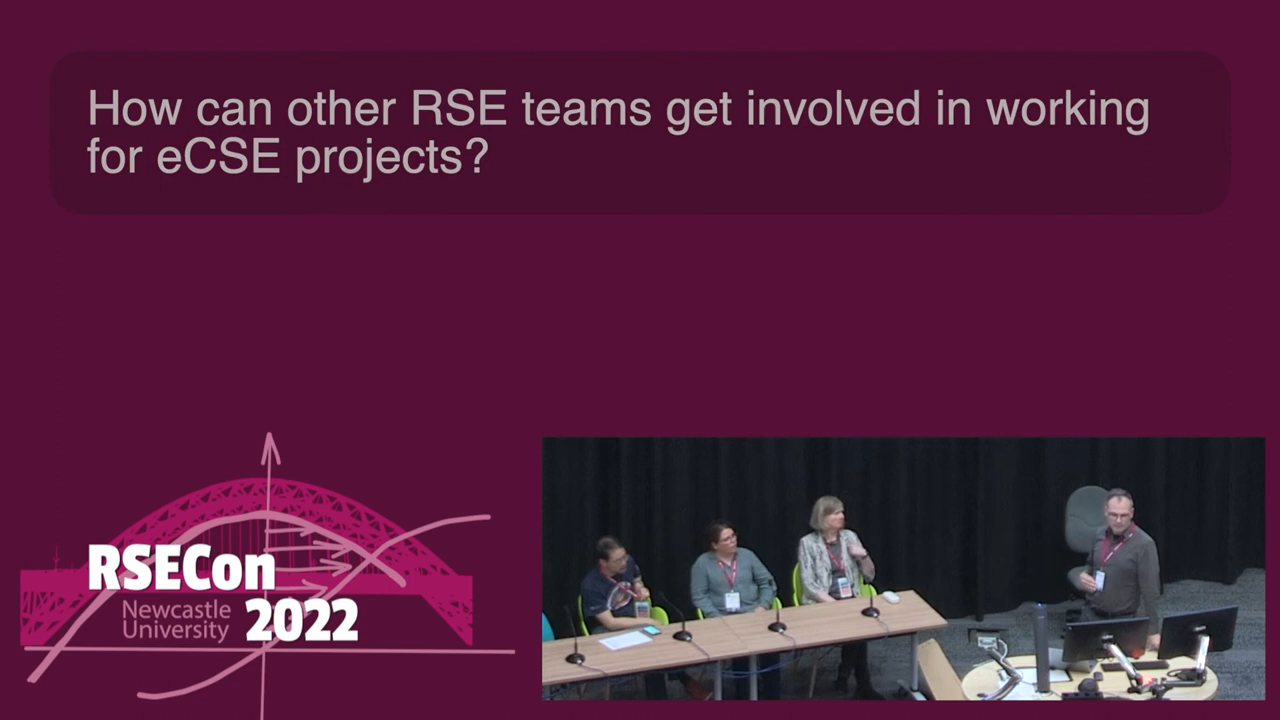 How can other RSE teams get involved in working
for eCSE projects?
RSECon
Newcastle
University
2022